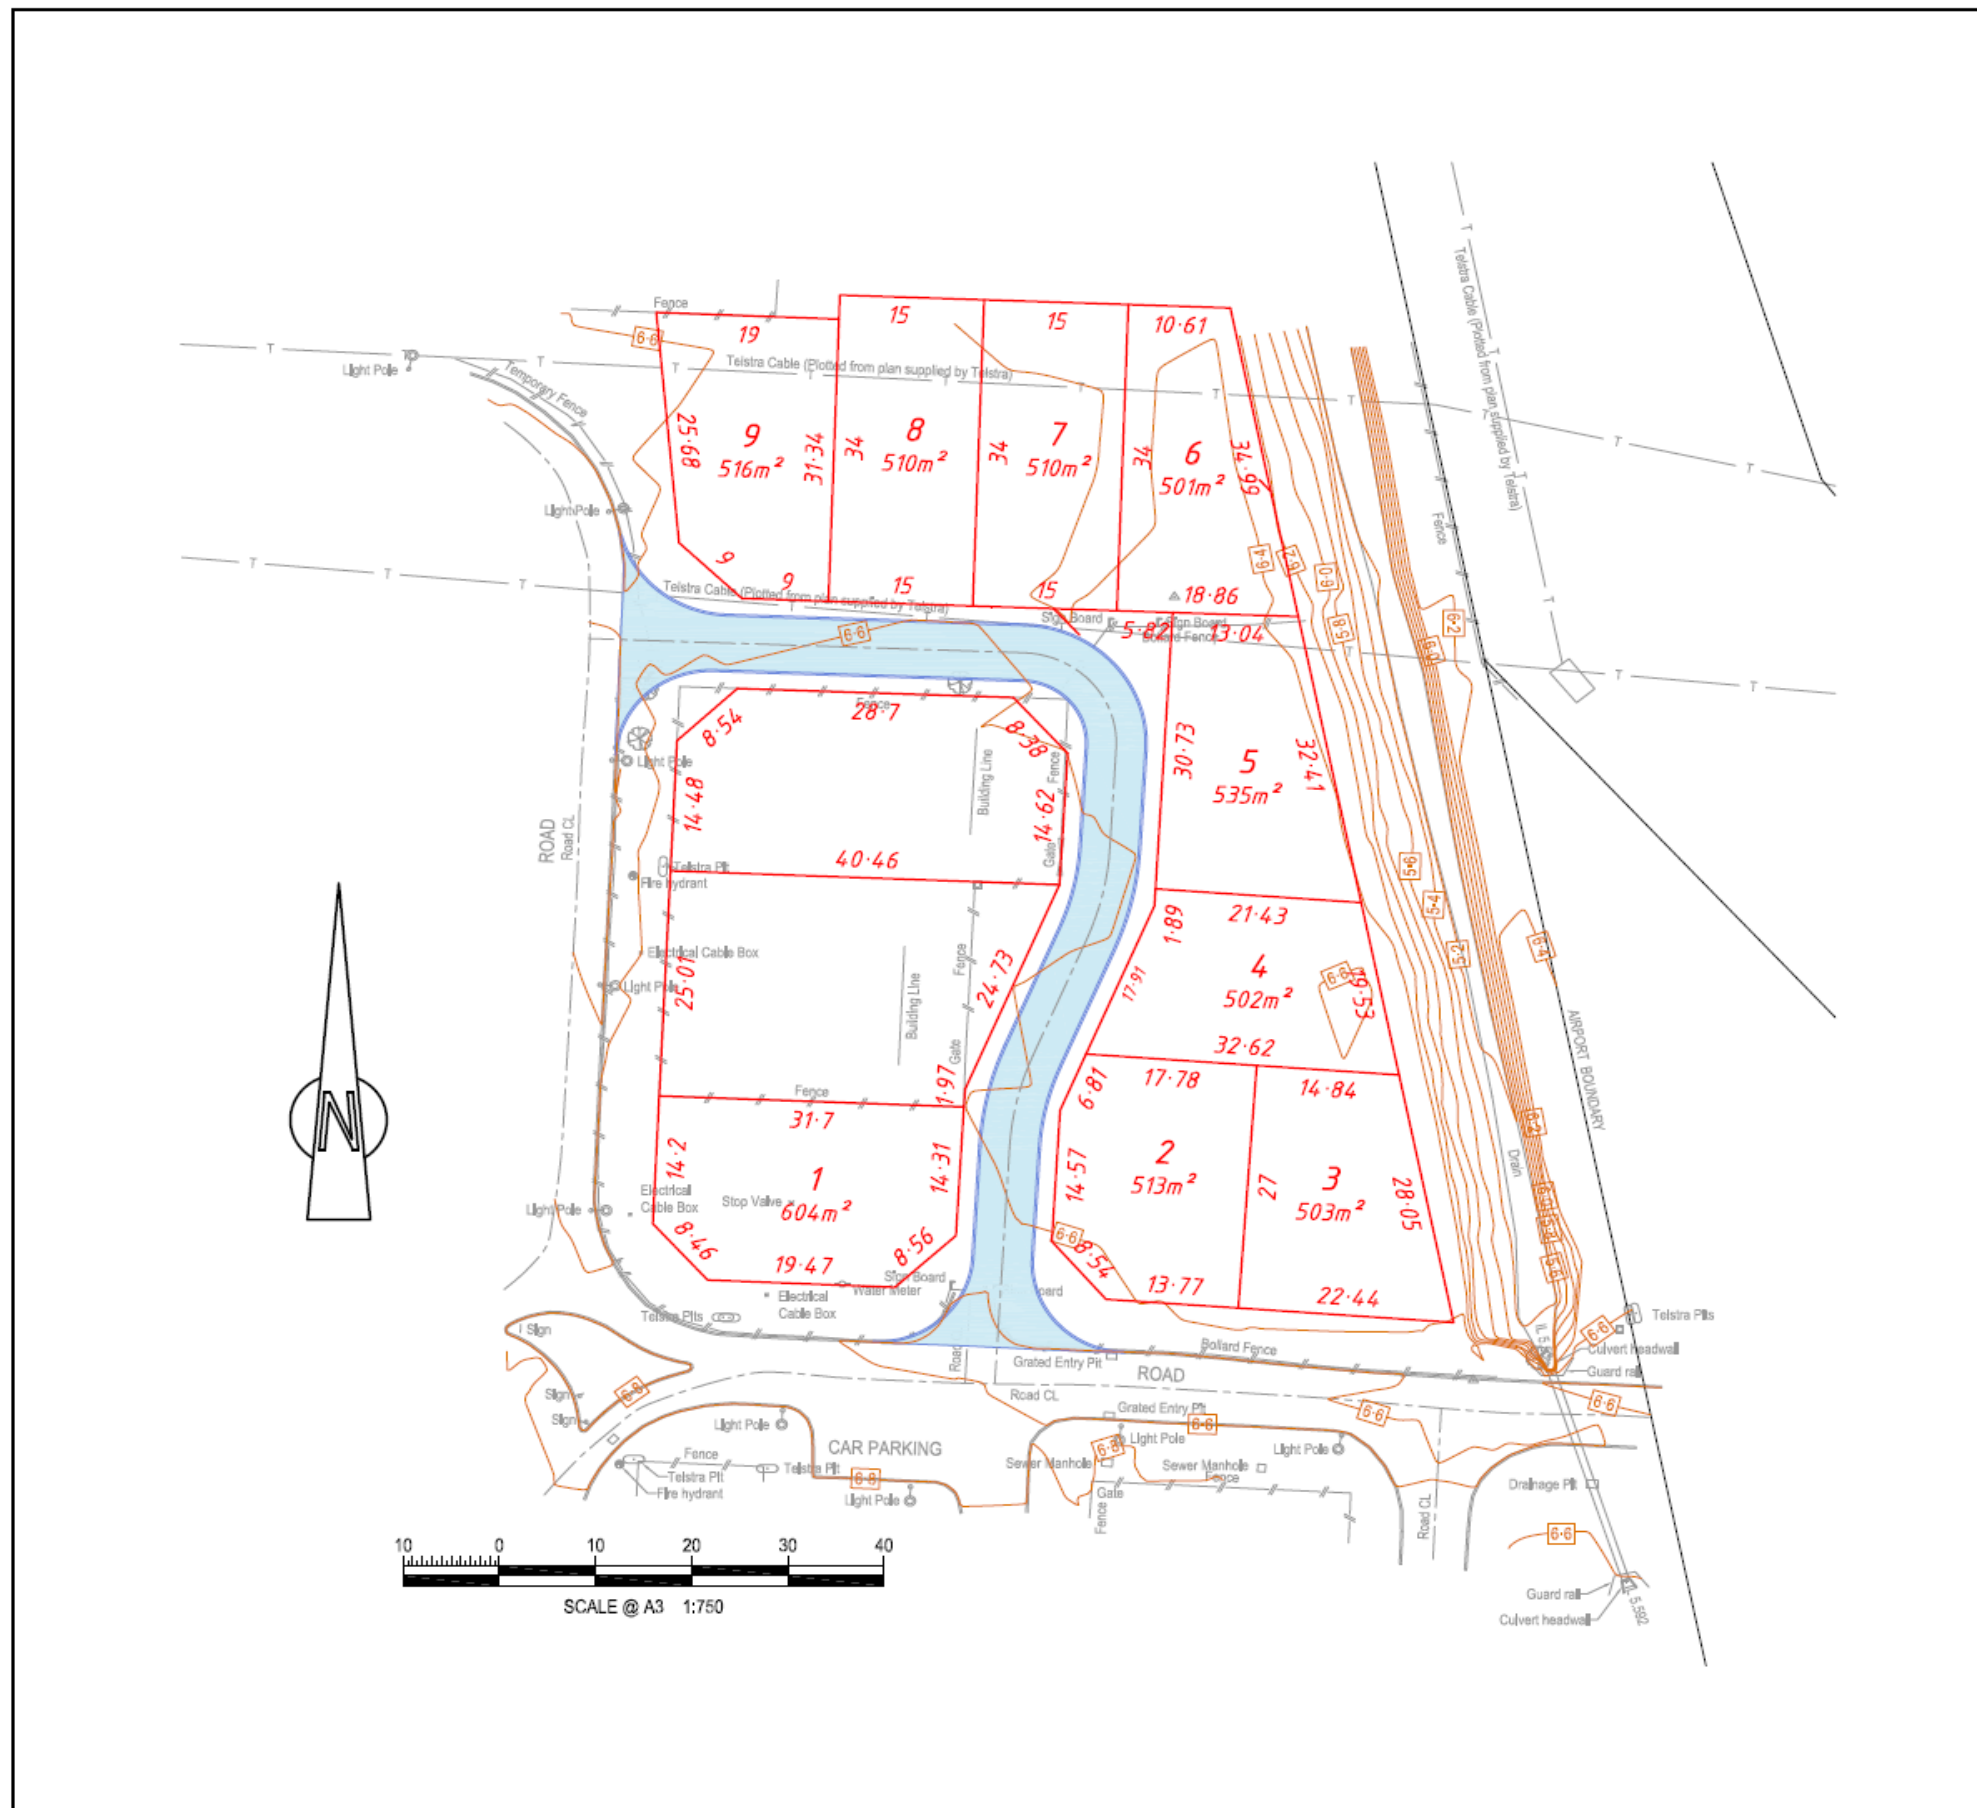 Fence
15
15
10·61
19
6·6
Telstra Cable (Plotted from plan supplied by Telstra)
Telstra Cable (Plotted from plan supplied by Telstra)
T
T
T
T
T
T
T
T
T
Light Pole
Temporary Fence
25·68
9
516m²
31·34
34
8
510m²
34
7
510m²
34
6
501m²
34·99
Fence
Light Pole
9
9
15
15
18·86
6·4
6·2
6·0
5·8
6·0
6·2
T
T
T
Telstra Cable (Plotted from plan supplied by Telstra)
Sign Board
Sign Board
Bollard Fence
5·82
13·04
6·6
T
T
T
Fence
28·7
8·54
8·38
Light Pole
14·48
Building Line
Fence
14·62
Gate
30·73
5
535m²
32·41
ROAD
Road CL
40·46
Telstra Pit
Fire hydrant
5·6
5·4
5·2
6·4
1·89
21·43
Electrical Cable Box
Light Pole
25·01
Building Line
Fence
24·73
17·91
4
502m²
6·6
19·53
Gate
32·62
AIRPORT BOUNDARY
Fence
1·97
31·7
6·81
17·78
14·84
N
14·2
1
604m²
14·31
14·57
2
513m²
27
3
503m²
28·05
Drain
6·2
6·0
5·8
5·6
Electrical
Cable Box
Stop Valve
Light Pole
8·46
19·47
8·56
6·6
8·54
13·77
22·44
Sign Board
Water Meter
Electrical
Cable Box
Telstra Pits
Telstra Pits
6·6
Culvert headwall
Guard rail
Sign
Bollard Fence
Grated Entry Pit
ROAD
Road
Road CL
Sign
Sign
6·8
Light Pole
Grated Entry Pit
6·6
6·6
6·6
CAR PARKING
Light Pole
6·8
Light Pole
Fence
Telstra Pit
Telstra Pit
Fire hydrant
6·8
Light Pole
Sewer Manhole
Sewer Manhole
Fence
Gate
Fence
Road CL
Drainage Pit
6·6
Guard rail
Culvert headwall
IL 5.592
10 0 10 20 30 40
SCALE @ A3 1:750